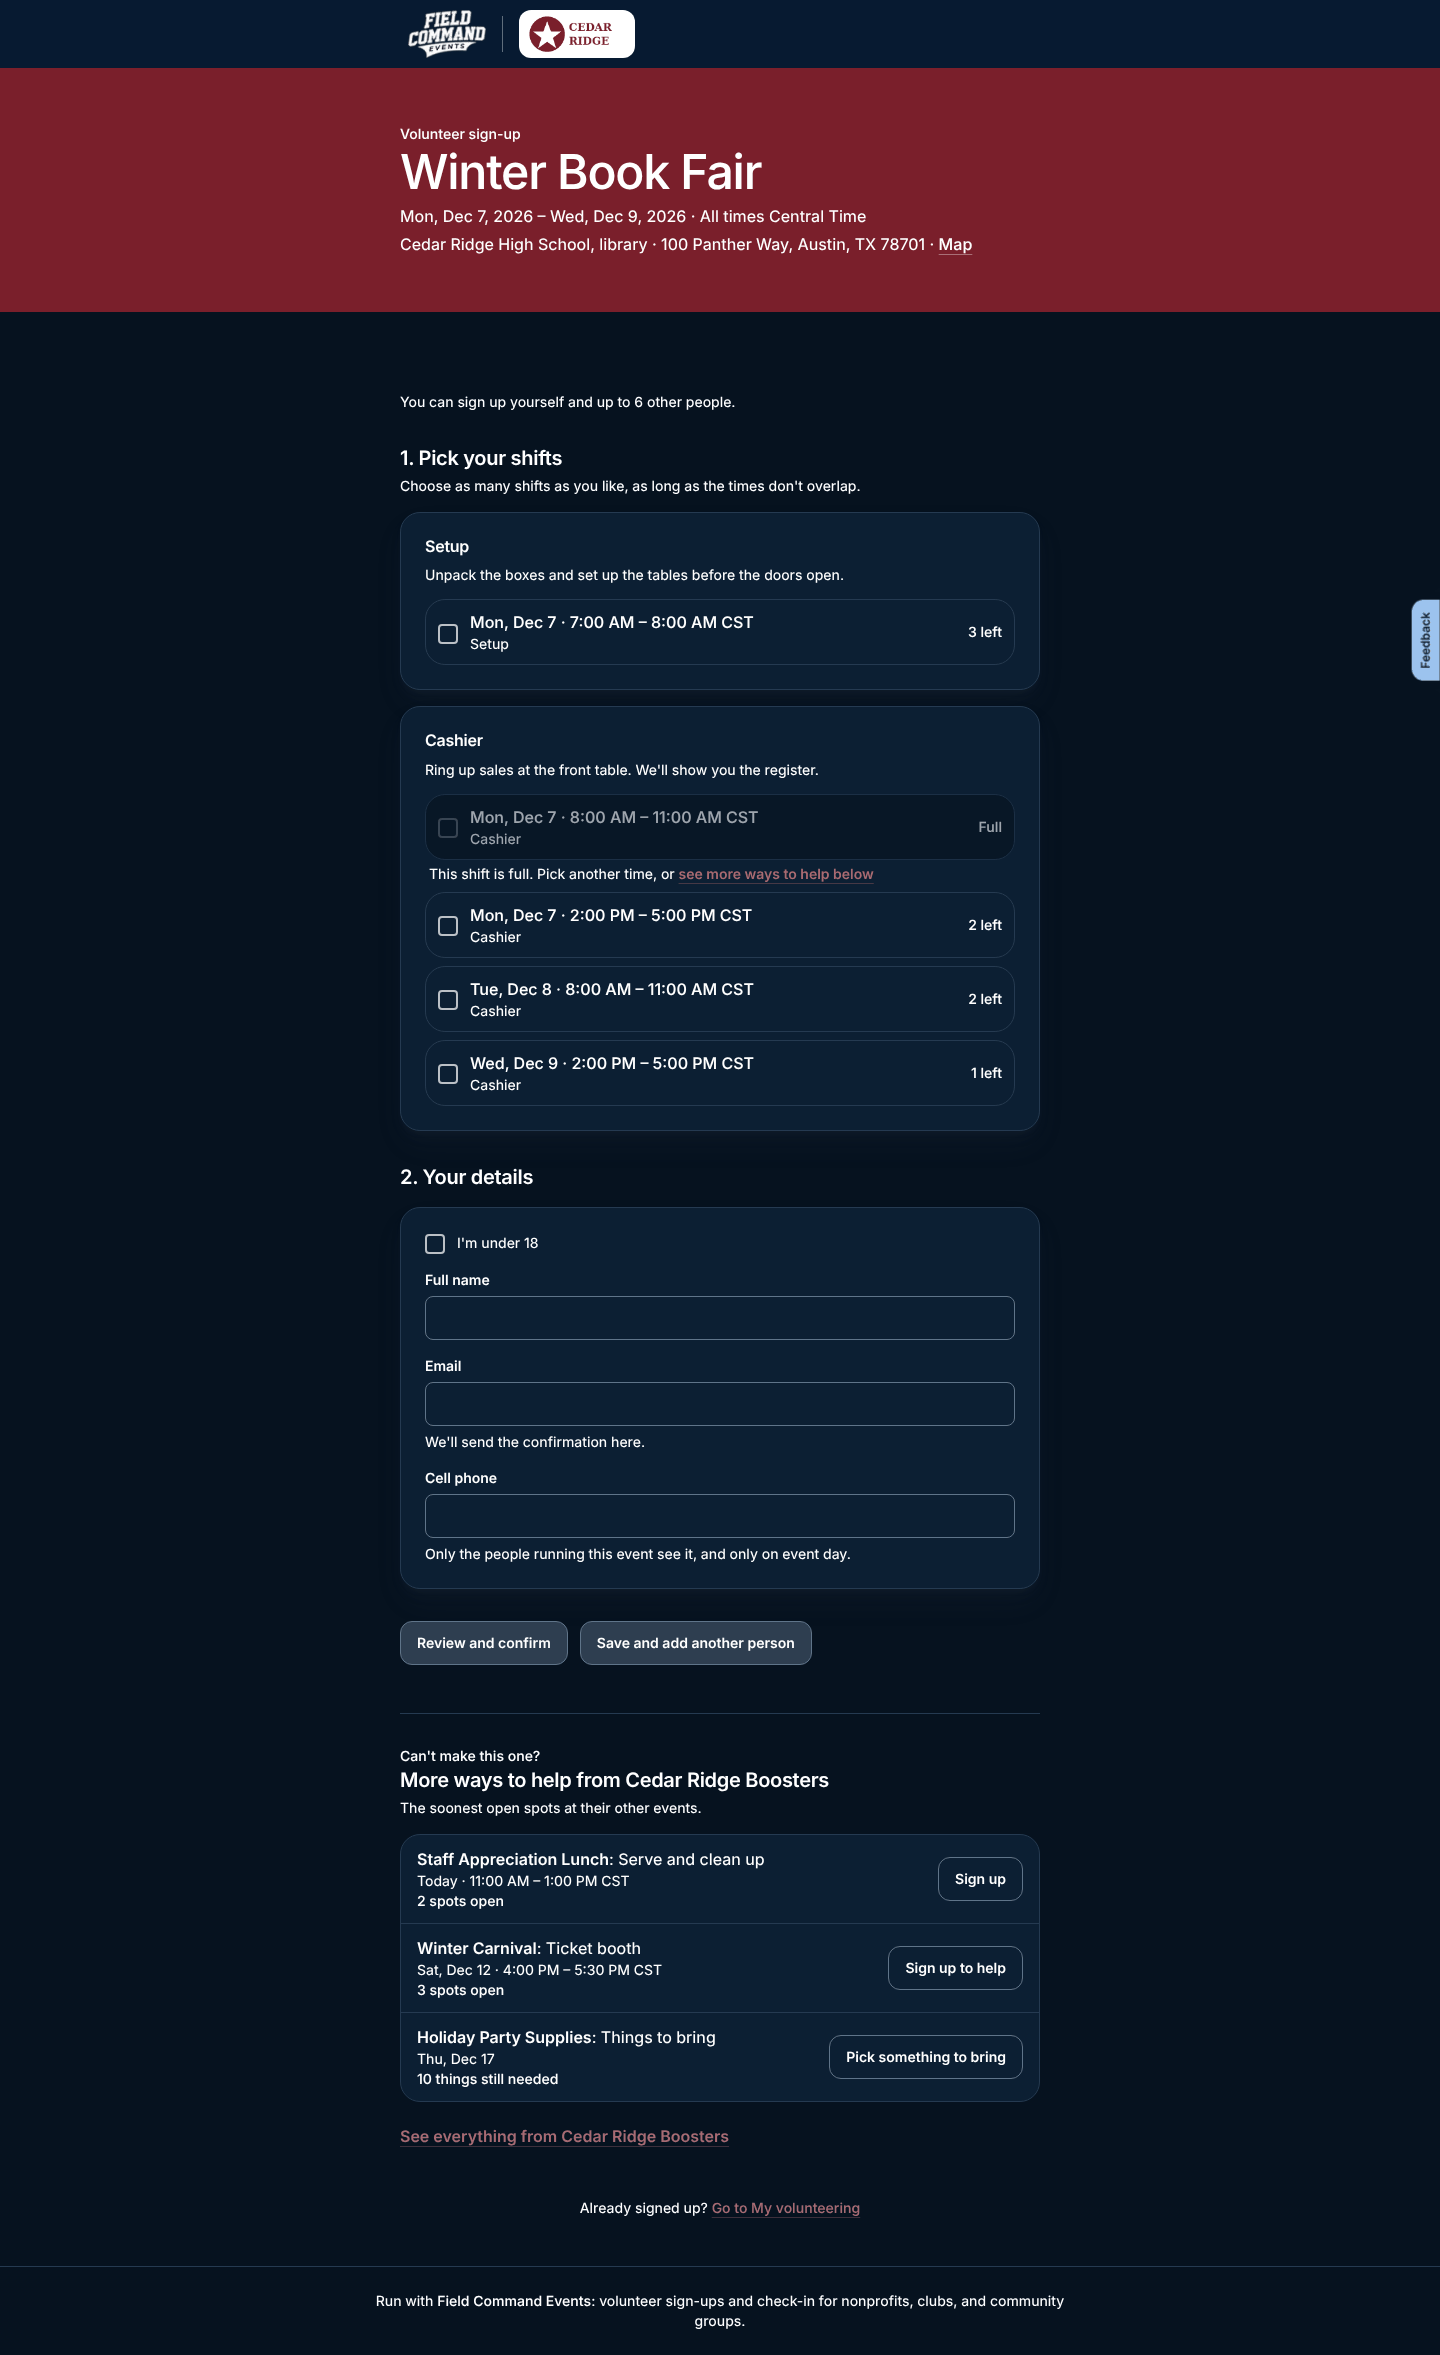 FIELD
COMMAND
EVENTS
CEDAR
RIDGE
Volunteer sign-up
Winter Book Fair
Mon, Dec 7, 2026 – Wed, Dec 9, 2026 · All times Central Time
Cedar Ridge High School, library · 100 Panther Way, Austin, TX 78701 · Map
You can sign up yourself and up to 6 other people.
1. Pick your shifts
Choose as many shifts as you like, as long as the times don't overlap.
Setup
Unpack the boxes and set up the tables before the doors open.
Mon, Dec 7 · 7:00 AM – 8:00 AM CST
Setup
3 left
Feedback
Cashier
Ring up sales at the front table. We'll show you the register.
Mon, Dec 7 · 8:00 AM – 11:00 AM CST
Cashier
Full
This shift is full. Pick another time, or see more ways to help below
Mon, Dec 7 · 2:00 PM – 5:00 PM CST
Cashier
2 left
Tue, Dec 8 · 8:00 AM – 11:00 AM CST
Cashier
2 left
Wed, Dec 9 · 2:00 PM – 5:00 PM CST
Cashier
1 left
2. Your details
I'm under 18
Full name
Email
We'll send the confirmation here.
Cell phone
Only the people running this event see it, and only on event day.
Review and confirm
Save and add another person
Can't make this one?
More ways to help from Cedar Ridge Boosters
The soonest open spots at their other events.
Staff Appreciation Lunch: Serve and clean up
Today · 11:00 AM – 1:00 PM CST
2 spots open
Sign up
Winter Carnival: Ticket booth
Sat, Dec 12 · 4:00 PM – 5:30 PM CST
3 spots open
Sign up to help
Holiday Party Supplies: Things to bring
Thu, Dec 17
10 things still needed
Pick something to bring
See everything from Cedar Ridge Boosters
Already signed up? Go to My volunteering
Run with Field Command Events: volunteer sign-ups and check-in for nonprofits, clubs, and community
groups.